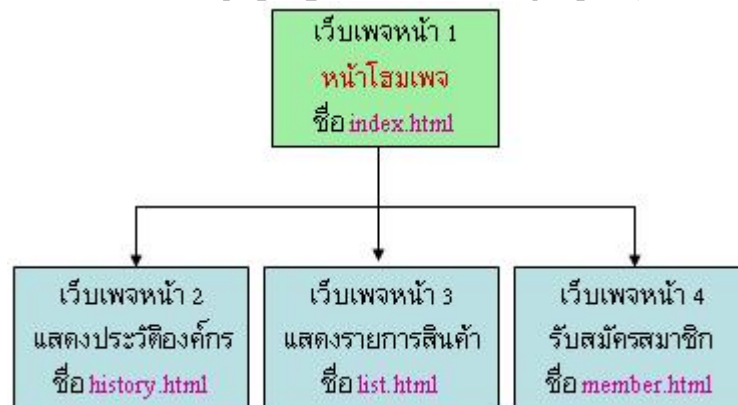 เว็บเพจหน้า 1
หน้าโฮมเพจ
ชื่อ index.html
เว็บเพจหน้า 2
แสดงประวัติองค์กร
ชื่อ history.html
เว็บเพจหน้า 3
แสดงรายการสินค้า
ชื่อ list.html
เว็บเพจหน้า 4
รับสมัครสมาชิก
ชื่อ member.html